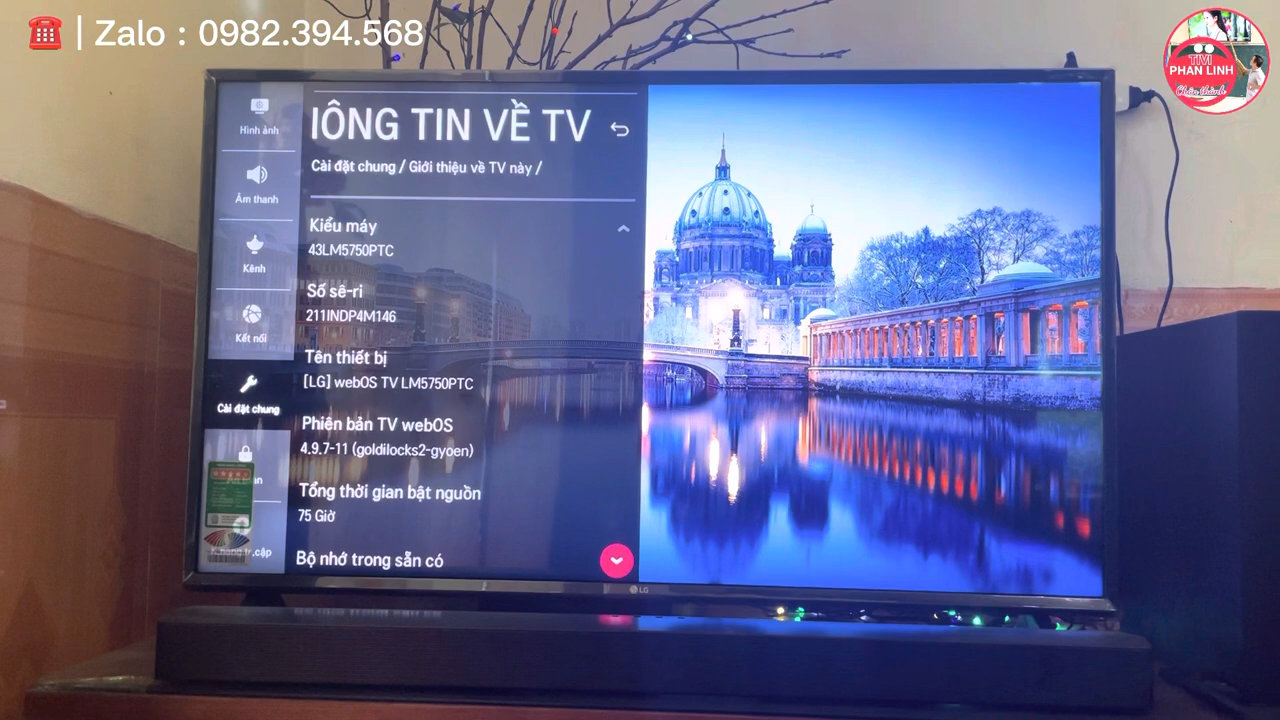 ☎️ | Zalo : 0982.394.568
TIVI
PHAN LINH
Chân thành
Hình ảnh
Âm thanh
Kênh
Kết nối
Cài đặt chung
IÔNG TIN VỀ TV
Cài đặt chung / Giới thiệu về TV này /
Kiểu máy
43LM5750PTC
Số sê-ri
211INDP4M146
Tên thiết bị
[LG] webOS TV LM5750PTC
Phiên bản TV webOS
4.9.7-11 (goldilocks2-gyoen)
Tổng thời gian bật nguồn
75 Giờ
Bộ nhớ trong sẵn có
LG